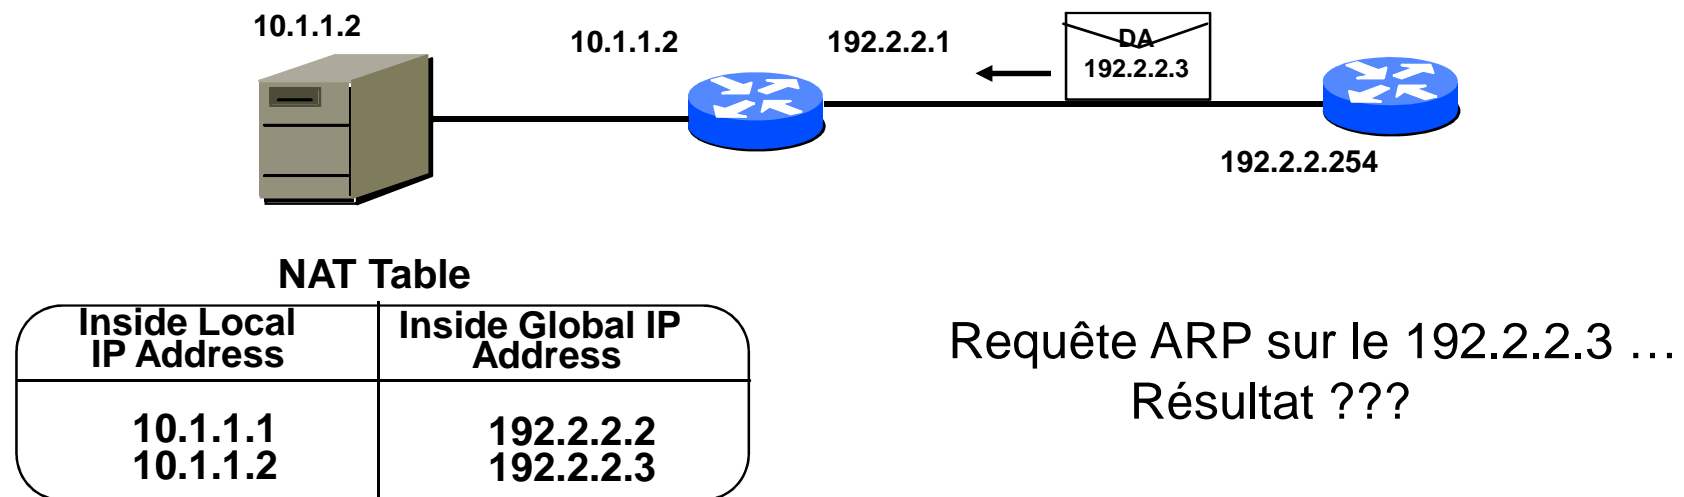 10.1.1.2
10.1.1.2
192.2.2.1
DA
192.2.2.3
192.2.2.254
NAT Table
Inside Local
IP Address
Inside Global IP
Address
10.1.1.1
192.2.2.2
10.1.1.2
192.2.2.3
Requête ARP sur le 192.2.2.3 …
Résultat ???